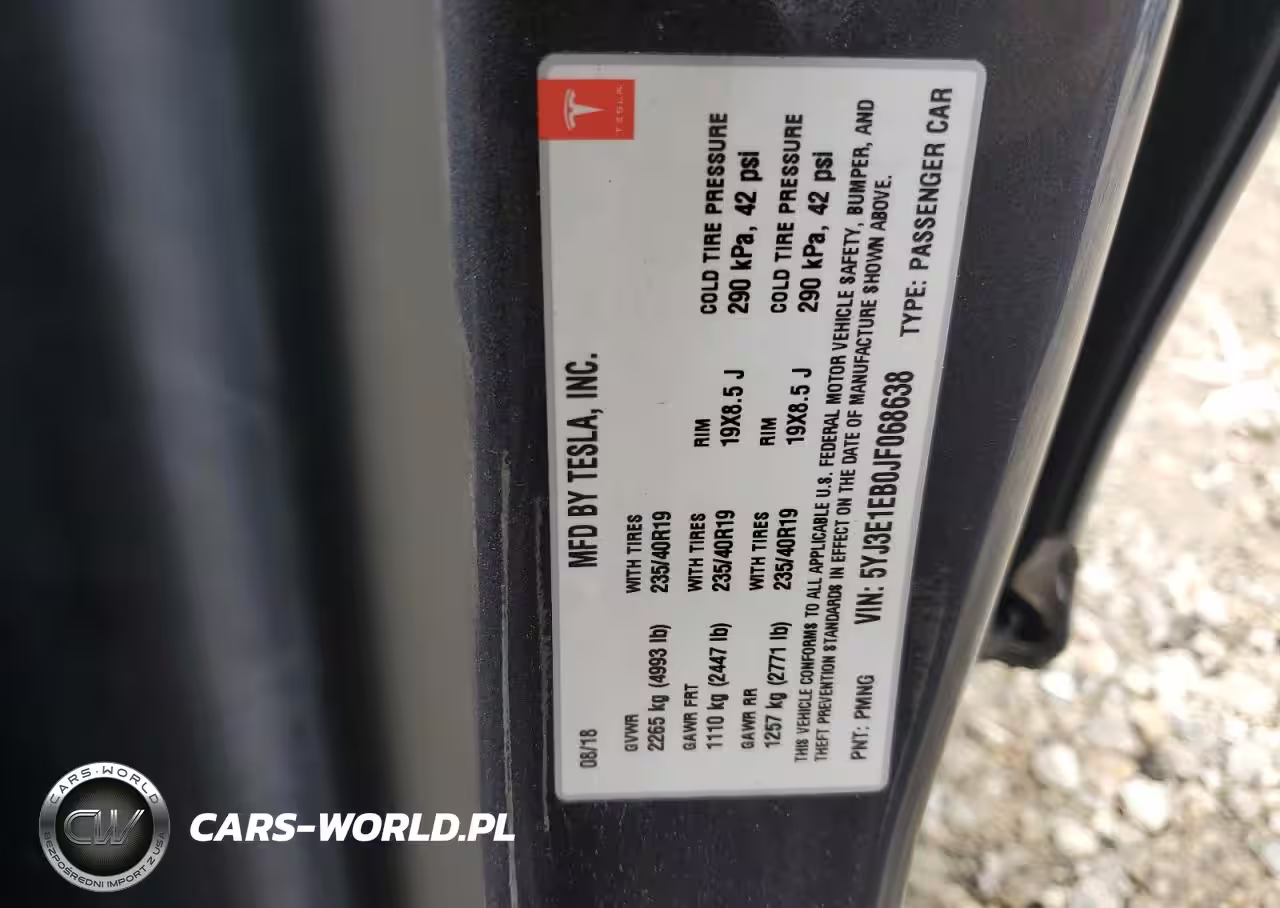 TESLA
MFD BY TESLA, INC.
08/18
GVWR
2265 kg (4993 lb)
WITH TIRES
235/40R19
GAWR FRT
1110 kg (2447 lb)
WITH TIRES
235/40R19
RIM
19X8.5 J
COLD TIRE PRESSURE
290 kPa, 42 psi
GAWR RR
1257 kg (2771 lb)
WITH TIRES
235/40R19
RIM
19X8.5 J
COLD TIRE PRESSURE
290 kPa, 42 psi
THIS VEHICLE CONFORMS TO ALL APPLICABLE U.S. FEDERAL MOTOR VEHICLE SAFETY, BUMPER, AND
THEFT PREVENTION STANDARDS IN EFFECT ON THE DATE OF MANUFACTURE SHOWN ABOVE.
PNT: PMNG
VIN: 5YJ3E1EB0JF068638
TYPE: PASSENGER CAR
CARS-WORLD
CW
BEZPOŚREDNI IMPORT Z USA
CARS-WORLD.PL